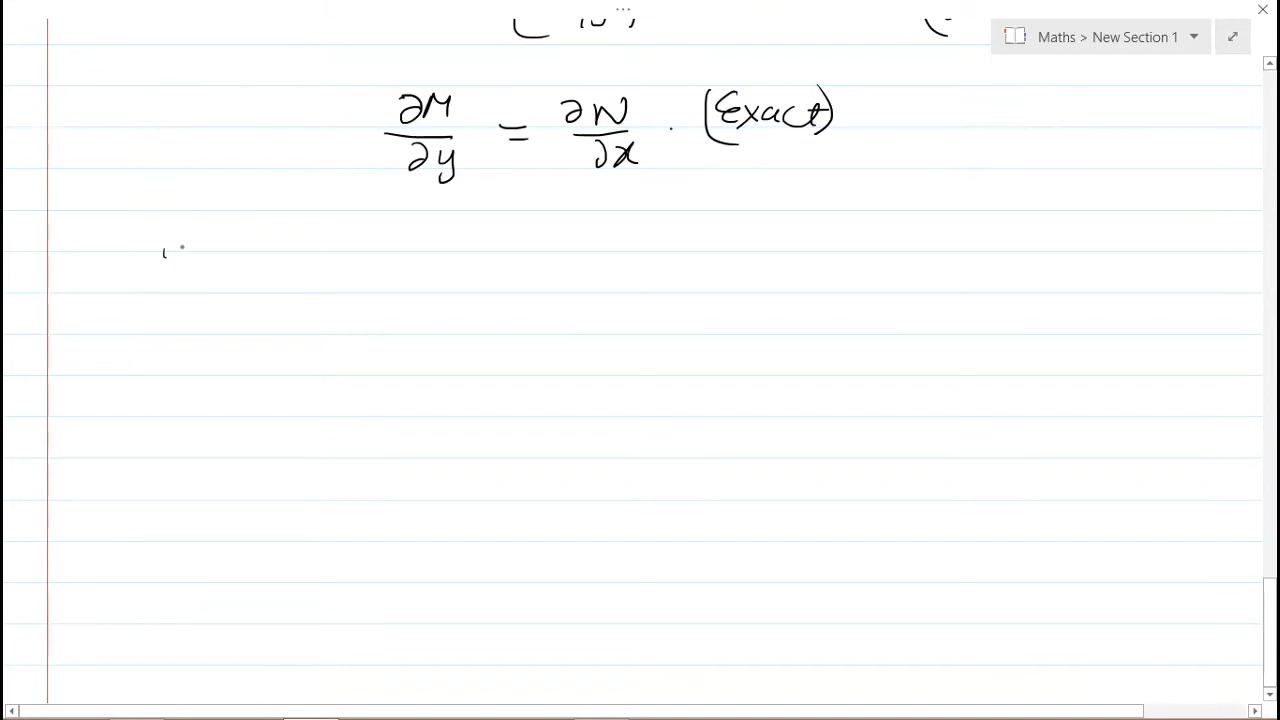 Maths > New Section 1
∂M/∂y = ∂N/∂x . (Exact)